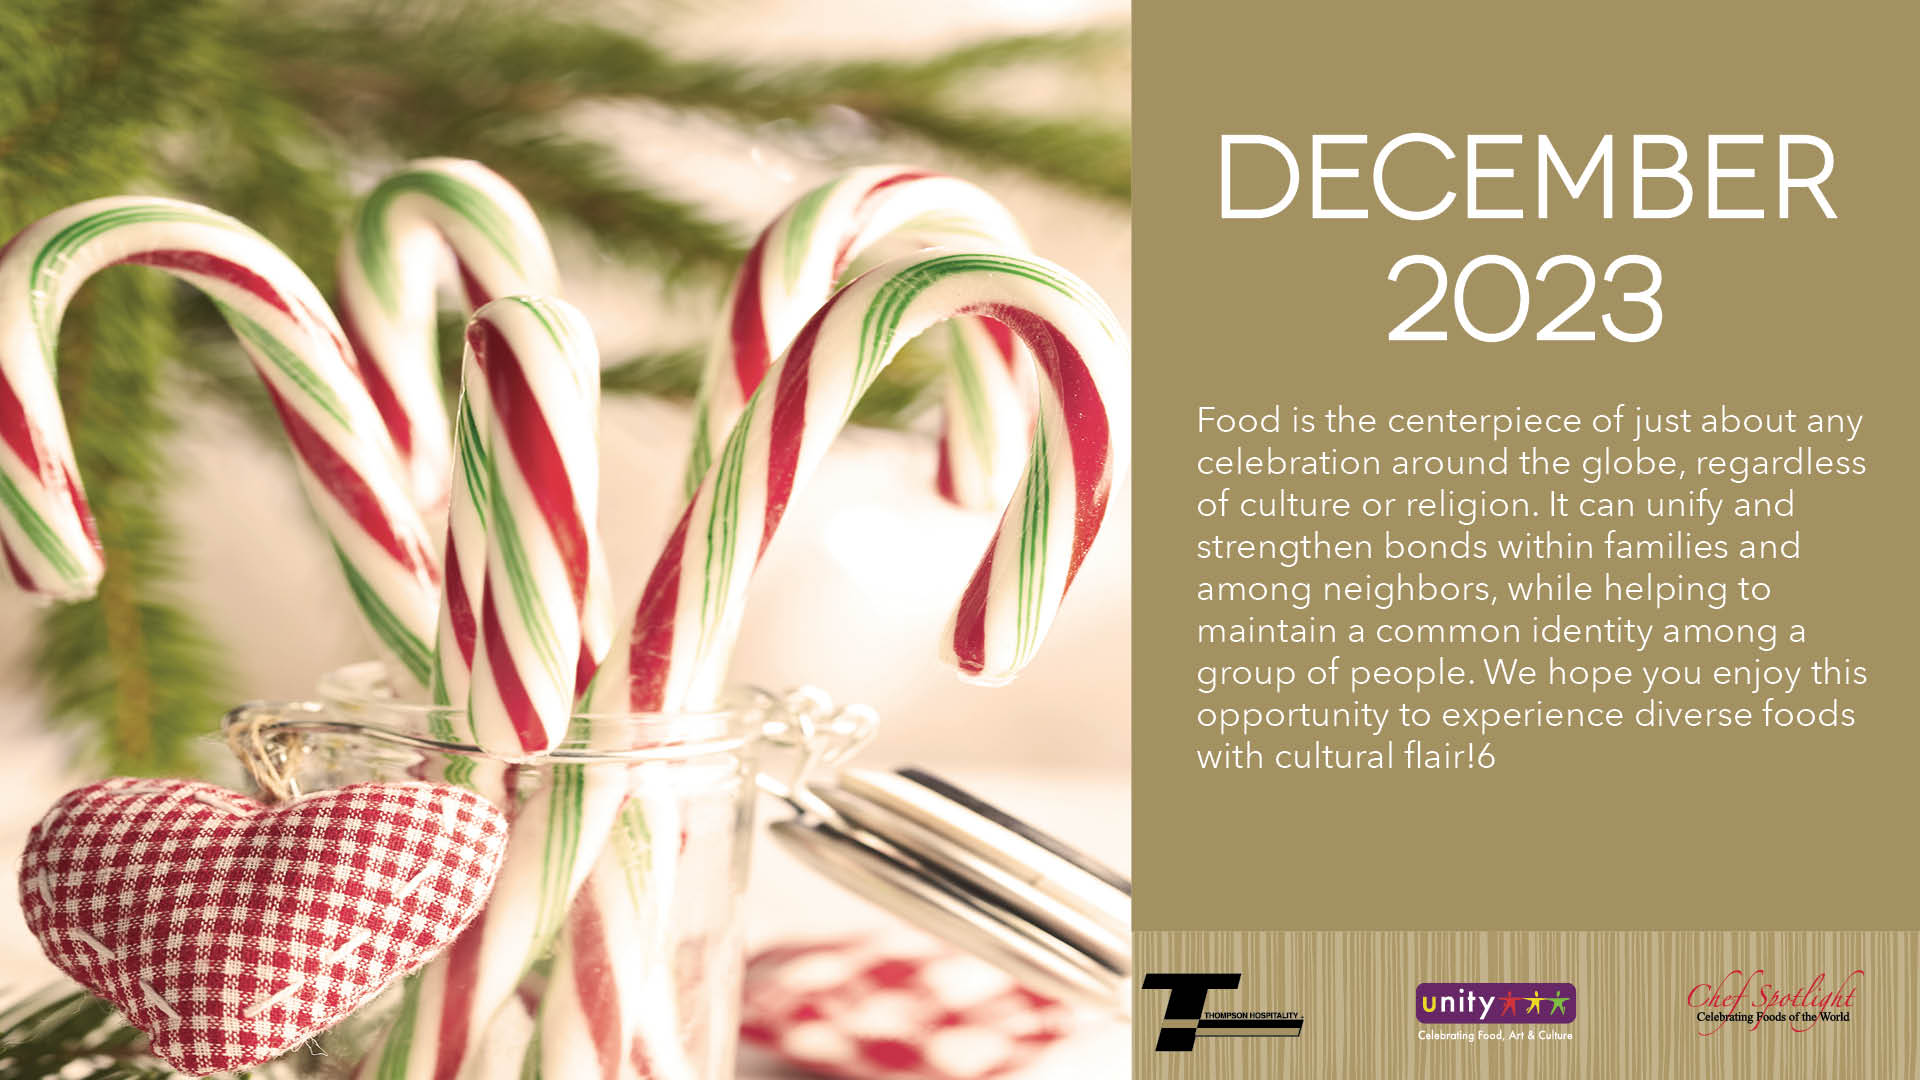 DECEMBER
2023
Food is the centerpiece of just about any
celebration around the globe, regardless
of culture or religion. It can unify and
strengthen bonds within families and
among neighbors, while helping to
maintain a common identity among a
group of people. We hope you enjoy this
opportunity to experience diverse foods
with cultural flair!6
THOMPSON HOSPITALITY
unity
Celebrating Food, Art & Culture
Chef Spotlight
Celebrating Foods of the World